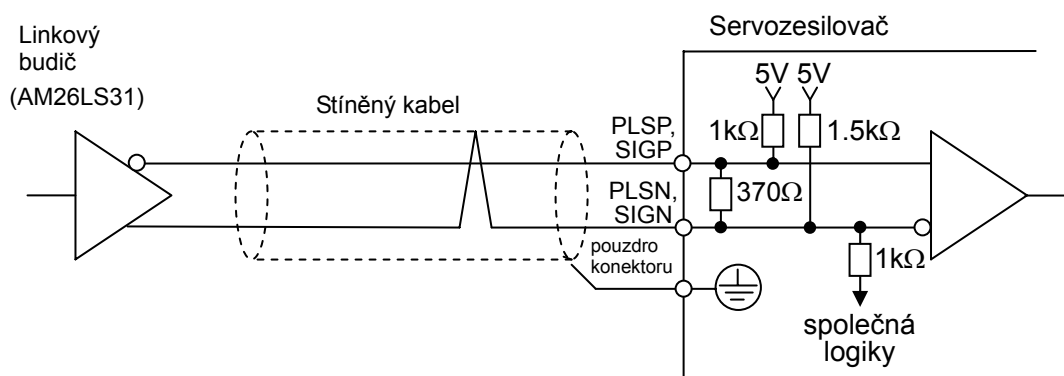 Linkový
budič
(AM26LS31)
Stíněný kabel
Servozesilovač
5V 5V
1kΩ 1.5kΩ
PLSP,
SIGP
370Ω
PLSN,
SIGN
pouzdro
konektoru
1kΩ
společná
logiky